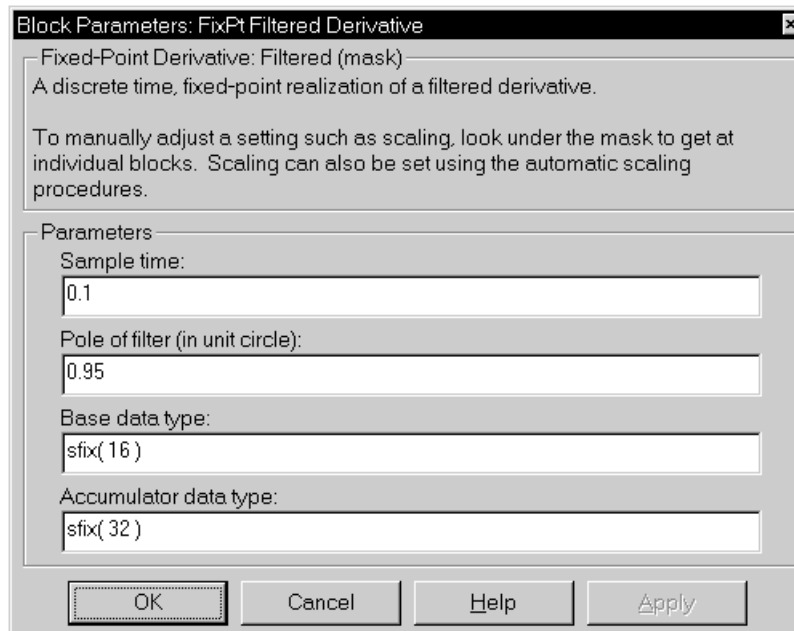 Block Parameters: FixPt Filtered Derivative
Fixed-Point Derivative: Filtered (mask)
A discrete time, fixed-point realization of a filtered derivative.
To manually adjust a setting such as scaling, look under the mask to get at
individual blocks. Scaling can also be set using the automatic scaling
procedures.
Parameters
Sample time:
0.1
Pole of filter (in unit circle):
0.95
Base data type:
sfix( 16 )
Accumulator data type:
sfix( 32 )
OK Cancel Help Apply